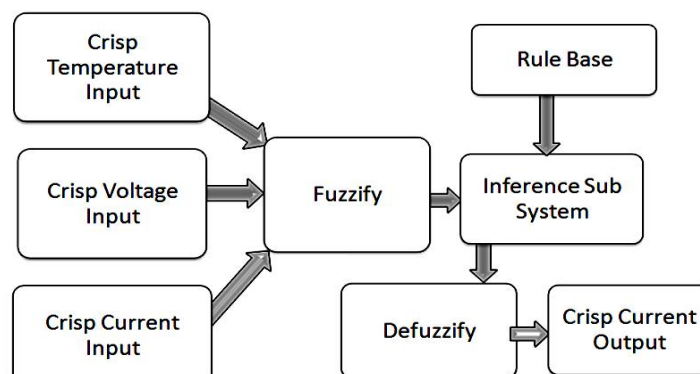 Crisp
Temperature
Input
Rule Base
Crisp Voltage
Input
Fuzzify
Inference Sub
System
Crisp Current
Input
Defuzzify
Crisp Current
Output